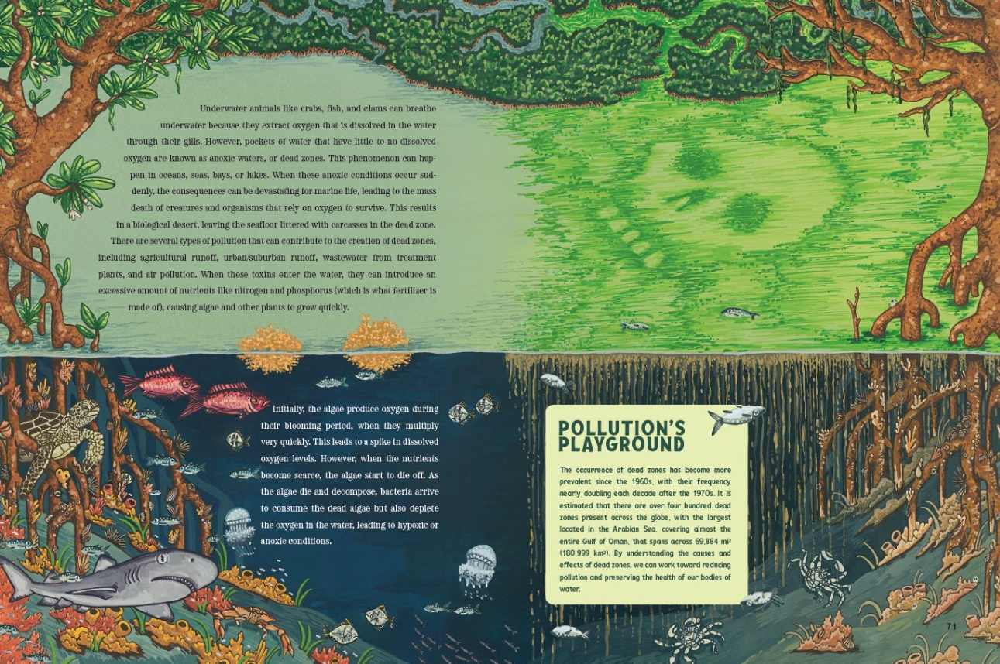 Underwater animals like crabs, fish, and clams can breathe
underwater because they extract oxygen that is dissolved in the water
through their gills. However, pockets of water that have little to no dissolved
oxygen are known as anoxic waters, or dead zones. This phenomenon can hap-
pen in oceans, seas, bays, or lakes. When these anoxic conditions occur sud-
denly, the consequences can be devastating for marine life, leading to the mass
death of creatures and organisms that rely on oxygen to survive. This results
in a biological desert, leaving the seafloor littered with carcasses in the dead zone.
There are several types of pollution that can contribute to the creation of dead zones,
including agricultural runoff, urban/suburban runoff, wastewater from treatment
plants, and air pollution. When these toxins enter the water, they can introduce an
excessive amount of nutrients like nitrogen and phosphorus (which is what fertilizer is
made of), causing algae and other plants to grow quickly.
Initially, the algae produce oxygen during
their blooming period, when they multiply
very quickly. This leads to a spike in dissolved
oxygen levels. However, when the nutrients
become scarce, the algae start to die off. As
the algae die and decompose, bacteria arrive
to consume the dead algae but also deplete
the oxygen in the water, leading to hypoxic or
anoxic conditions.
POLLUTION'S
PLAYGROUND
The occurrence of dead zones has become more
prevalent since the 1960s, with their frequency
nearly doubling each decade after the 1970s. It is
estimated that there are over four hundred dead
zones present across the globe, with the largest
located in the Arabian Sea, covering almost the
entire Gulf of Oman, that spans across 69,884 mi²
(180,999 km²). By understanding the causes and
effects of dead zones, we can work toward reducing
pollution and preserving the health of our bodies of
water.
71